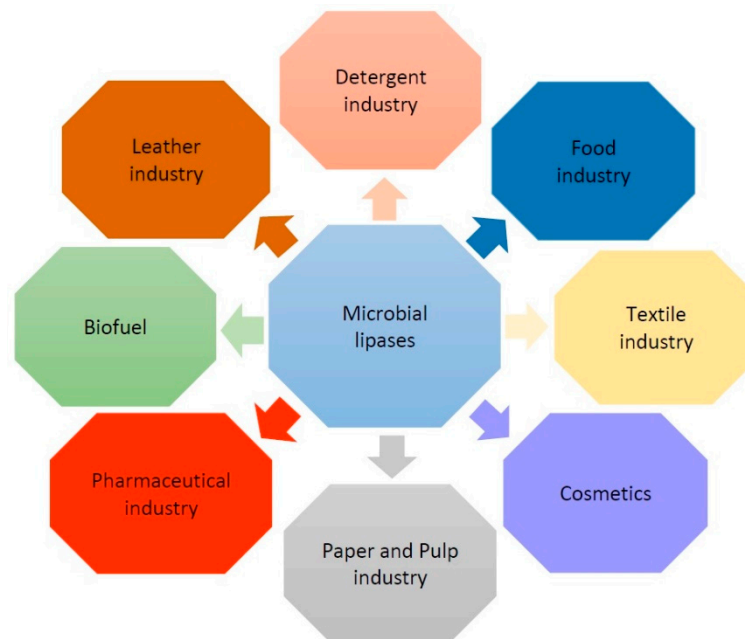 Detergent
industry
Leather
industry
Food
industry
Biofuel
Microbial
lipases
Textile
industry
Pharmaceutical
industry
Cosmetics
Paper and Pulp
industry